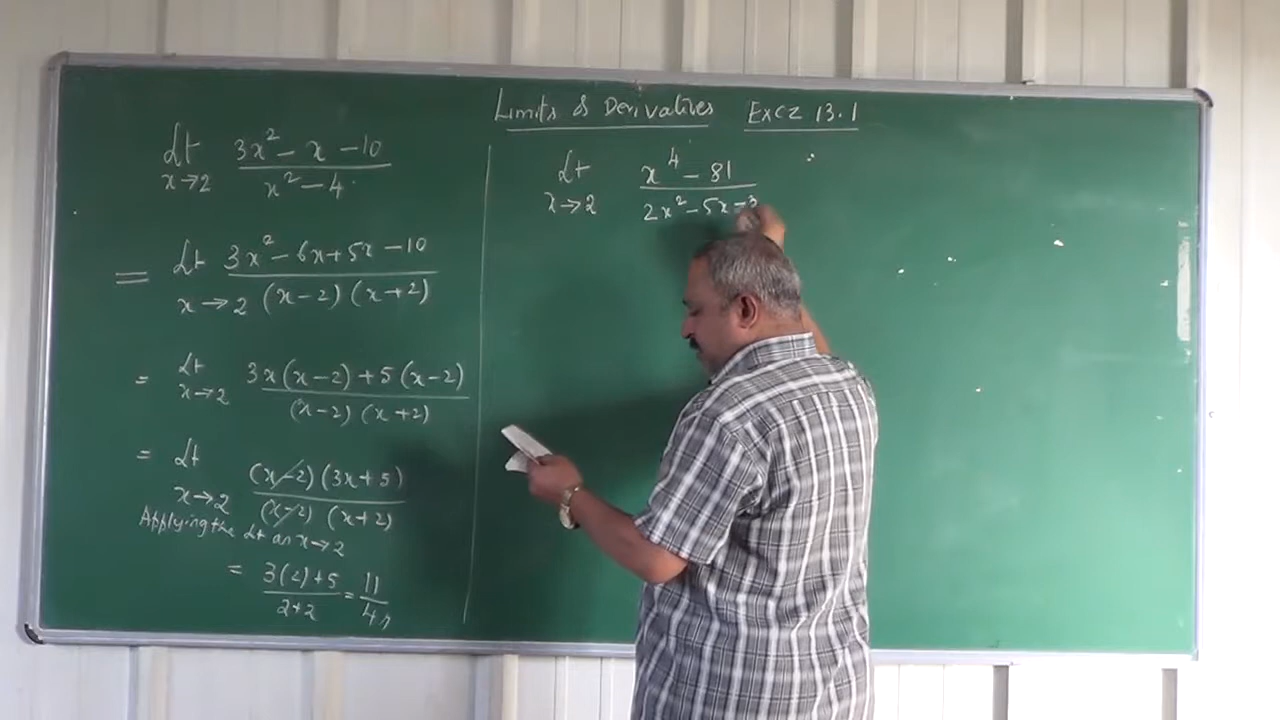 Limits & Derivatives Excz 13.1
Lt 3x² - x - 10
x→2 x² - 4
= Lt 3x² - 6x + 5x - 10
x→2 (x-2) (x+2)
= Lt 3x(x-2) + 5(x-2)
x→2 (x-2) (x+2)
= Lt (x-2) (3x+5)
x→2 (x-2) (x+2)
Applying the Lt as x→2
= 3(2)+5 = 11
2+2 4
Lt x⁴ - 81
x→2 2x² - 5x - 3